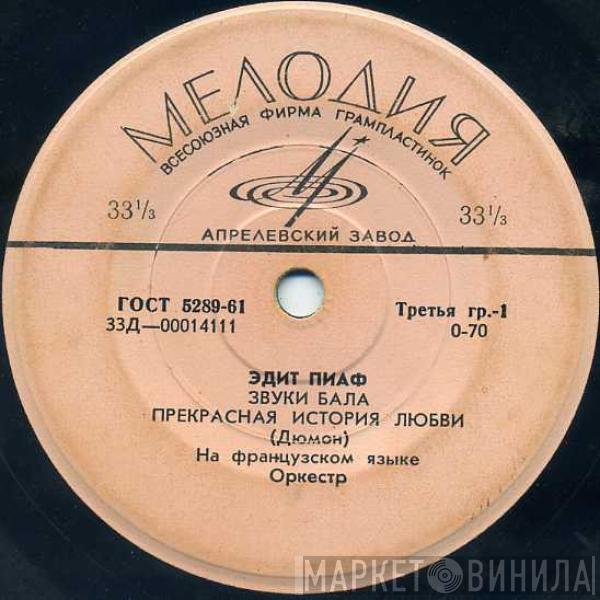 МЕЛОДИЯ
ВСЕСОЮЗНАЯ ФИРМА ГРАМПЛАСТИНОК
33⅓ 33⅓
АПРЕЛЕВСКИЙ ЗАВОД
ГОСТ 5289-61 Третья гр.-1
33Д—00014111 0-70
ЭДИТ ПИАФ
ЗВУКИ БАЛА
ПРЕКРАСНАЯ ИСТОРИЯ ЛЮБВИ
(Дюмон)
На французском языке
Оркестр
МАРКЕТ ВИНИЛА